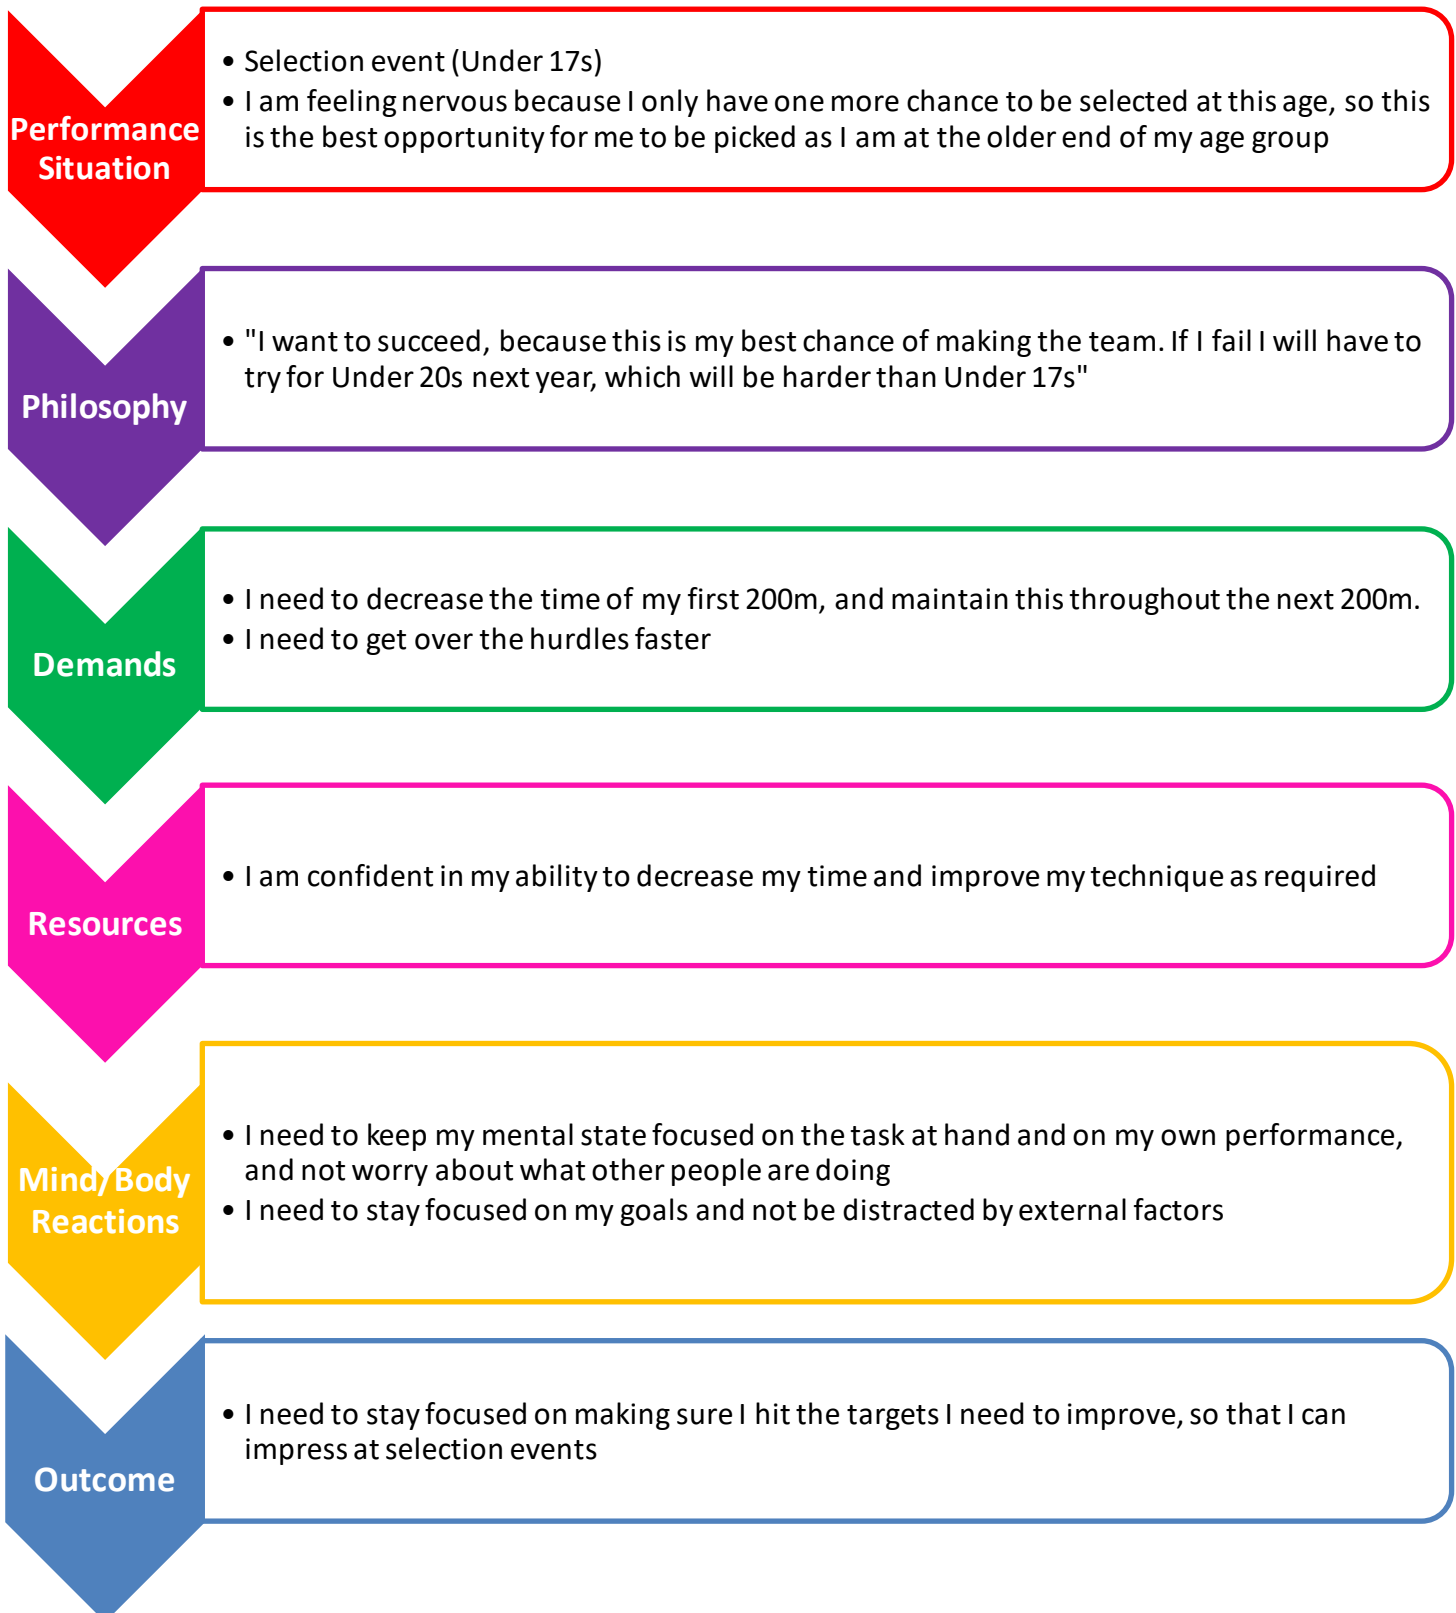 Performance
Situation
• Selection event (Under 17s)
• I am feeling nervous because I only have one more chance to be selected at this age, so this
is the best opportunity for me to be picked as I am at the older end of my age group
Philosophy
• "I want to succeed, because this is my best chance of making the team. If I fail I will have to
try for Under 20s next year, which will be harder than Under 17s"
Demands
• I need to decrease the time of my first 200m, and maintain this throughout the next 200m.
• I need to get over the hurdles faster
Resources
• I am confident in my ability to decrease my time and improve my technique as required
Mind/Body
Reactions
• I need to keep my mental state focused on the task at hand and on my own performance,
and not worry about what other people are doing
• I need to stay focused on my goals and not be distracted by external factors
Outcome
• I need to stay focused on making sure I hit the targets I need to improve, so that I can
impress at selection events